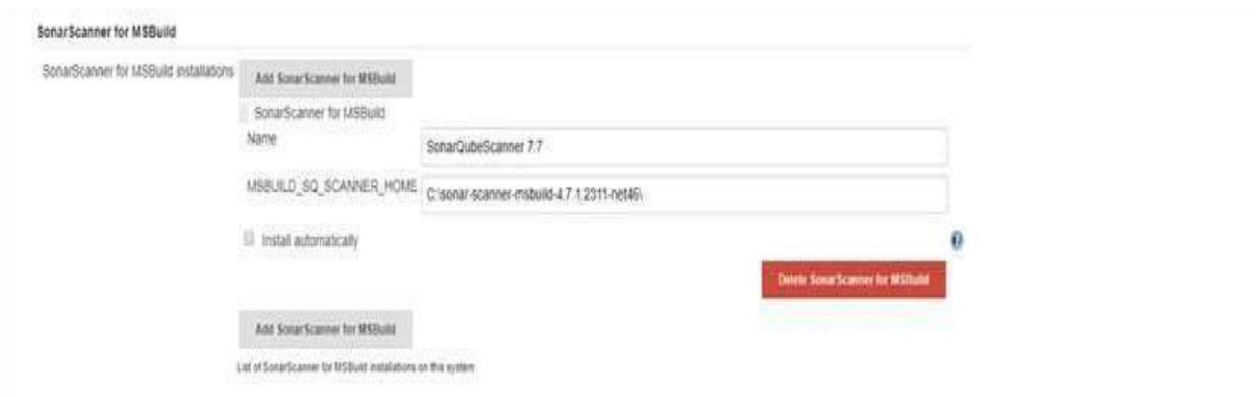 SonarScanner for MSBuild
SonarScanner for MSBuild installations
Add SonarScanner for MSBuild
SonarScanner for MSBuild
Name
SonarQubeScanner 7.7
MSBUILD_SQ_SCANNER_HOME
C:\sonar-scanner-msbuild-4.7.1.2311-net46\
Install automatically
Delete SonarScanner for MSBuild
Add SonarScanner for MSBuild
List of SonarScanner for MSBuild installations on this system